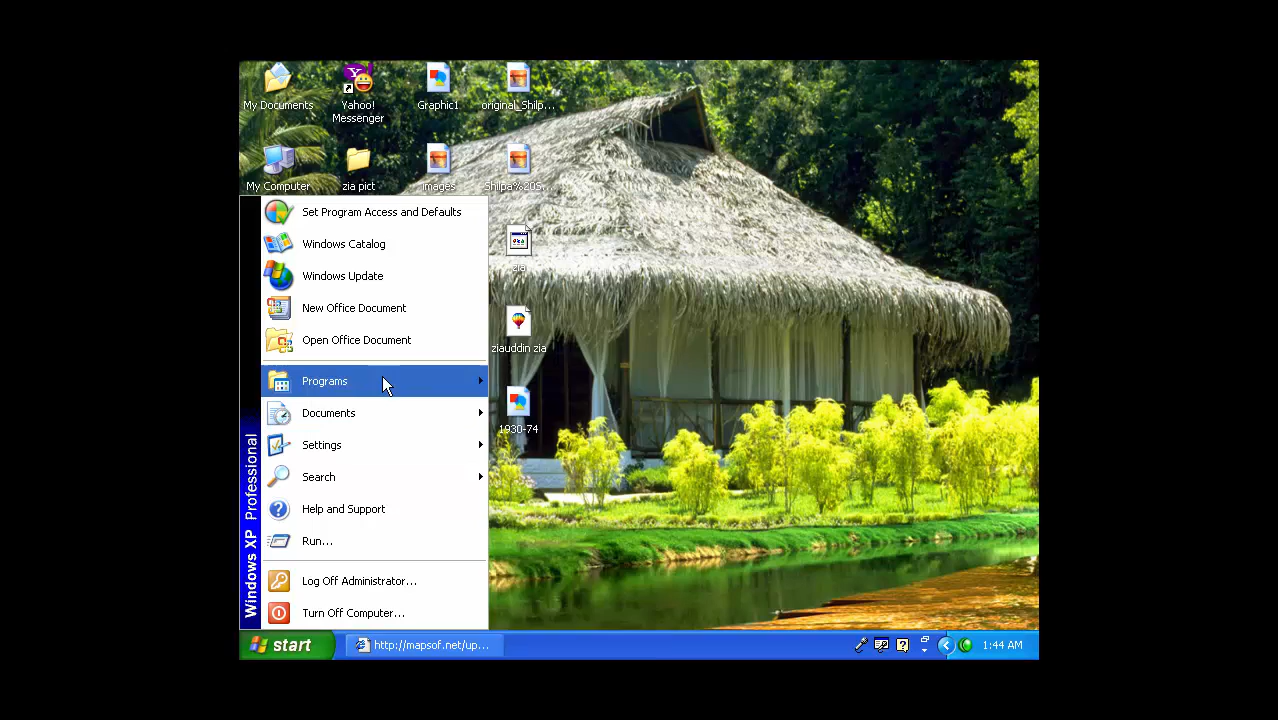 My Documents
Yahoo!
Messenger
Graphic1
original_Shilp...
My Computer
zia pict
images
Shilpa%20S...
zia
ziauddin zia
1930-74
Set Program Access and Defaults
Windows Catalog
Windows Update
New Office Document
Open Office Document
Programs
Documents
Settings
Search
Help and Support
Run...
Log Off Administrator...
Turn Off Computer...
Windows XP Professional
start
http://mapsof.net/up...
1:44 AM